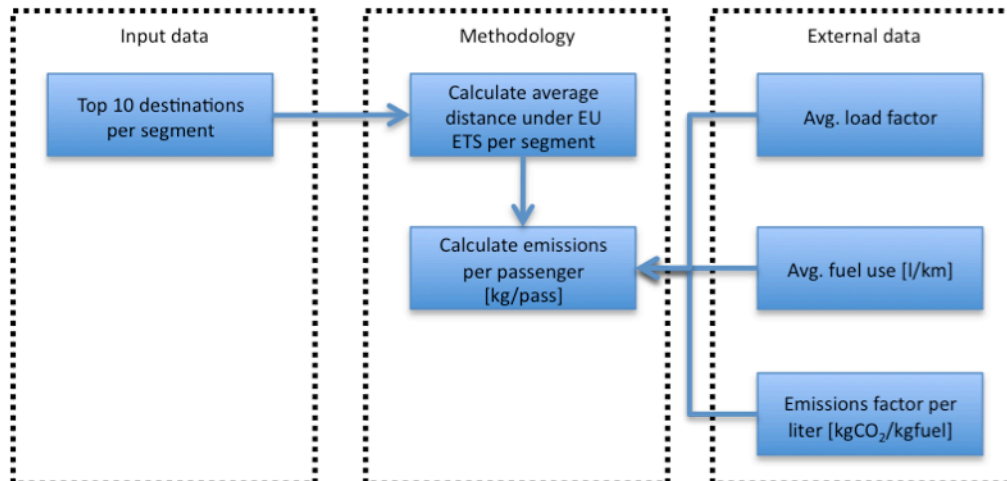 Input data
Top 10 destinations
per segment
Methodology
Calculate average
distance under EU
ETS per segment
Calculate emissions
per passenger
[kg/pass]
External data
Avg. load factor
Avg. fuel use [l/km]
Emissions factor per
liter [kgCO₂/kgfuel]